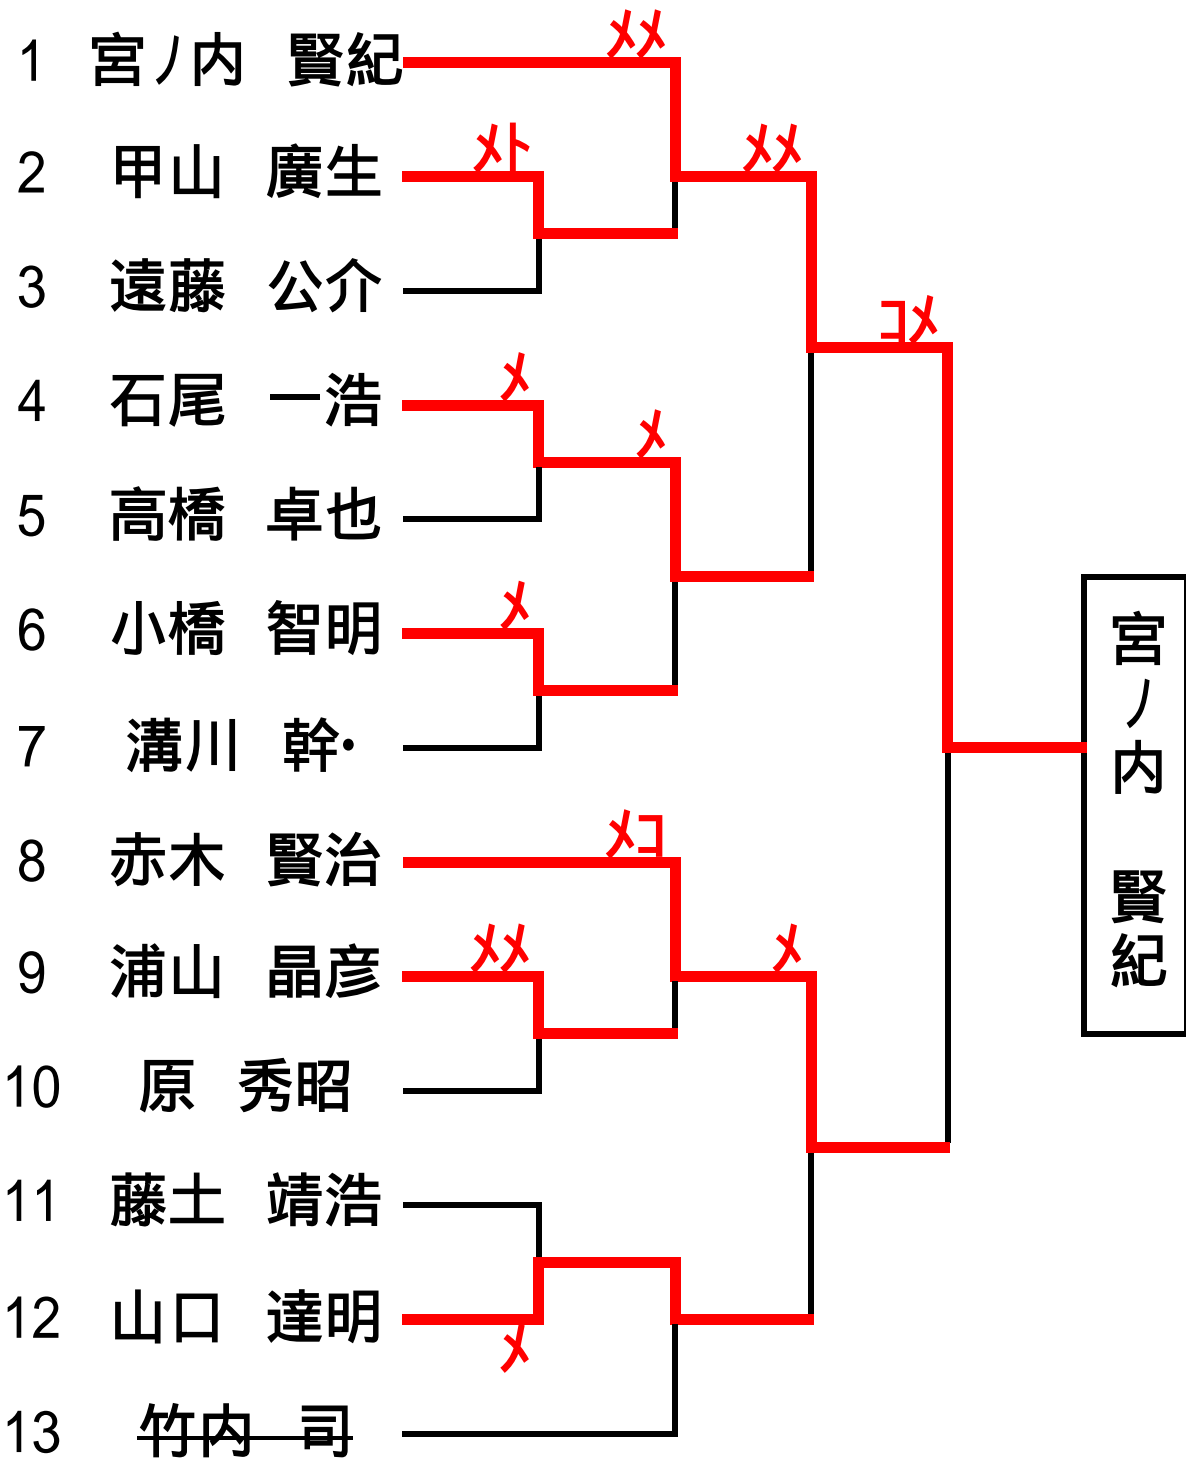 メメ
1 宮ノ内 賢紀
メト
メメ
2 甲山 廣生
3 遠藤 公介
コメ
メ
4 石尾 一浩
メ
5 高橋 卓也
メ
6 小橋 智明
7 溝川 幹・
メコ
8 赤木 賢治
メメ
メ
9 浦山 晶彦
10 原 秀昭
11 藤土 靖浩
12 山口 達明
メ
13 竹内 司
宮ノ内 賢紀